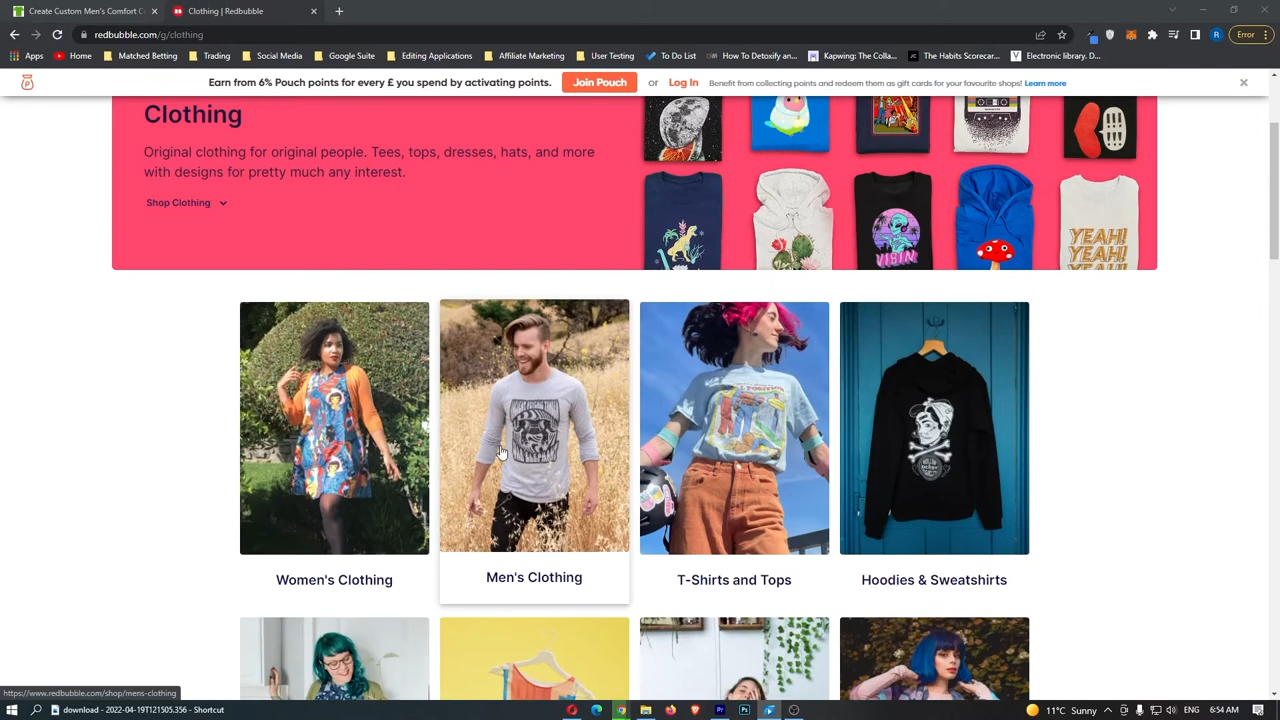 Create Custom Men's Comfort C
Clothing | Redbubble
redbubble.com/g/clothing
R
Error
Apps
Home
Matched Betting
Trading
Social Media
Google Suite
Editing Applications
Affiliate Marketing
User Testing
To Do List
How To Detoxify an...
Kapwing: The Colla...
The Habits Scorecar...
Electronic library. D...
Earn from 6% Pouch points for every £ you spend by activating points.
Join Pouch
or
Log In
Benefit from collecting points and redeem them as gift cards for your favourite shops! Learn more
Clothing
Original clothing for original people. Tees, tops, dresses, hats, and more
with designs for pretty much any interest.
Shop Clothing
YEAH!
YEAH!
YEAH!
Women's Clothing
Men's Clothing
T-Shirts and Tops
Hoodies & Sweatshirts
https://www.redbubble.com/shop/mens-clothing
download - 2022-04-19T121505.356 - Shortcut
11°C Sunny
ENG
6:54 AM